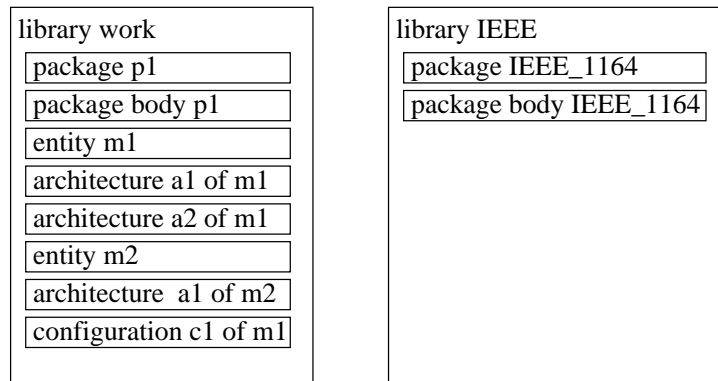 library work
package p1
package body p1
entity m1
architecture a1 of m1
architecture a2 of m1
entity m2
architecture a1 of m2
configuration c1 of m1
library IEEE
package IEEE_1164
package body IEEE_1164